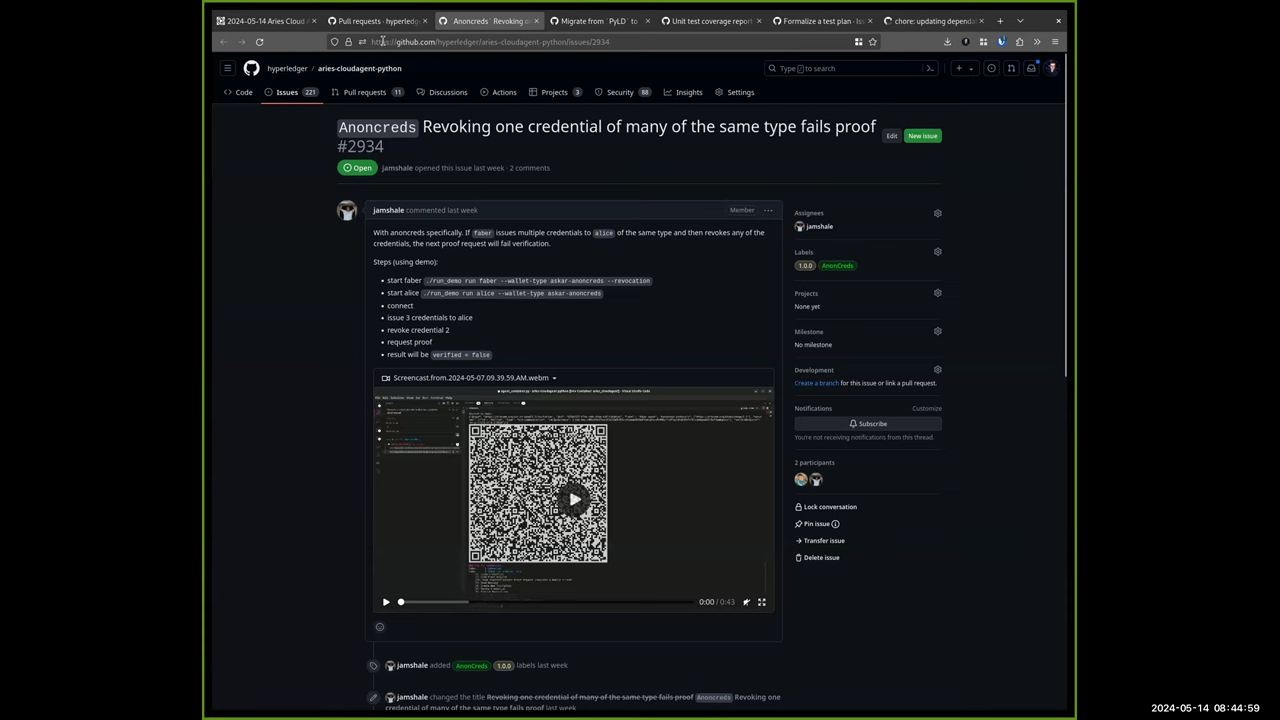 2024-05-14 Aries Cloud A
Pull requests · hyperledg
`Anoncreds` Revoking o
Migrate from `PyLD` to
Unit test coverage report
Formalize a test plan · Iss
chore: updating dependa
https://github.com/hyperledger/aries-cloudagent-python/issues/2934
hyperledger / aries-cloudagent-python
Type / to search
Code
Issues 221
Pull requests 11
Discussions
Actions
Projects 3
Security 88
Insights
Settings
Anoncreds Revoking one credential of many of the same type fails proof
#2934
Edit
New issue
Open
jamshale opened this issue last week · 2 comments
jamshale commented last week
Member
With anoncreds specifically. If faber issues multiple credentials to alice of the same type and then revokes any of the
credentials, the next proof request will fail verification.
Steps (using demo):
• start faber ./run_demo run faber --wallet-type askar-anoncreds --revocation
• start alice ./run_demo run alice --wallet-type askar-anoncreds
• connect
• issue 3 credentials to alice
• revoke credential 2
• request proof
• result will be verified = false
Screencast.from.2024-05-07.09.39.59.AM.webm
0:00 / 0:43
jamshale added AnonCreds 1.0.0 labels last week
jamshale changed the title Revoking one credential of many of the same type fails proof Anoncreds Revoking one
credential of many of the same type fails proof last week
Assignees
jamshale
Labels
1.0.0 AnonCreds
Projects
None yet
Milestone
No milestone
Development
Create a branch for this issue or link a pull request.
Notifications
Customize
Subscribe
You're not receiving notifications from this thread.
2 participants
Lock conversation
Pin issue
Transfer issue
Delete issue
2024-05-14 08:44:59